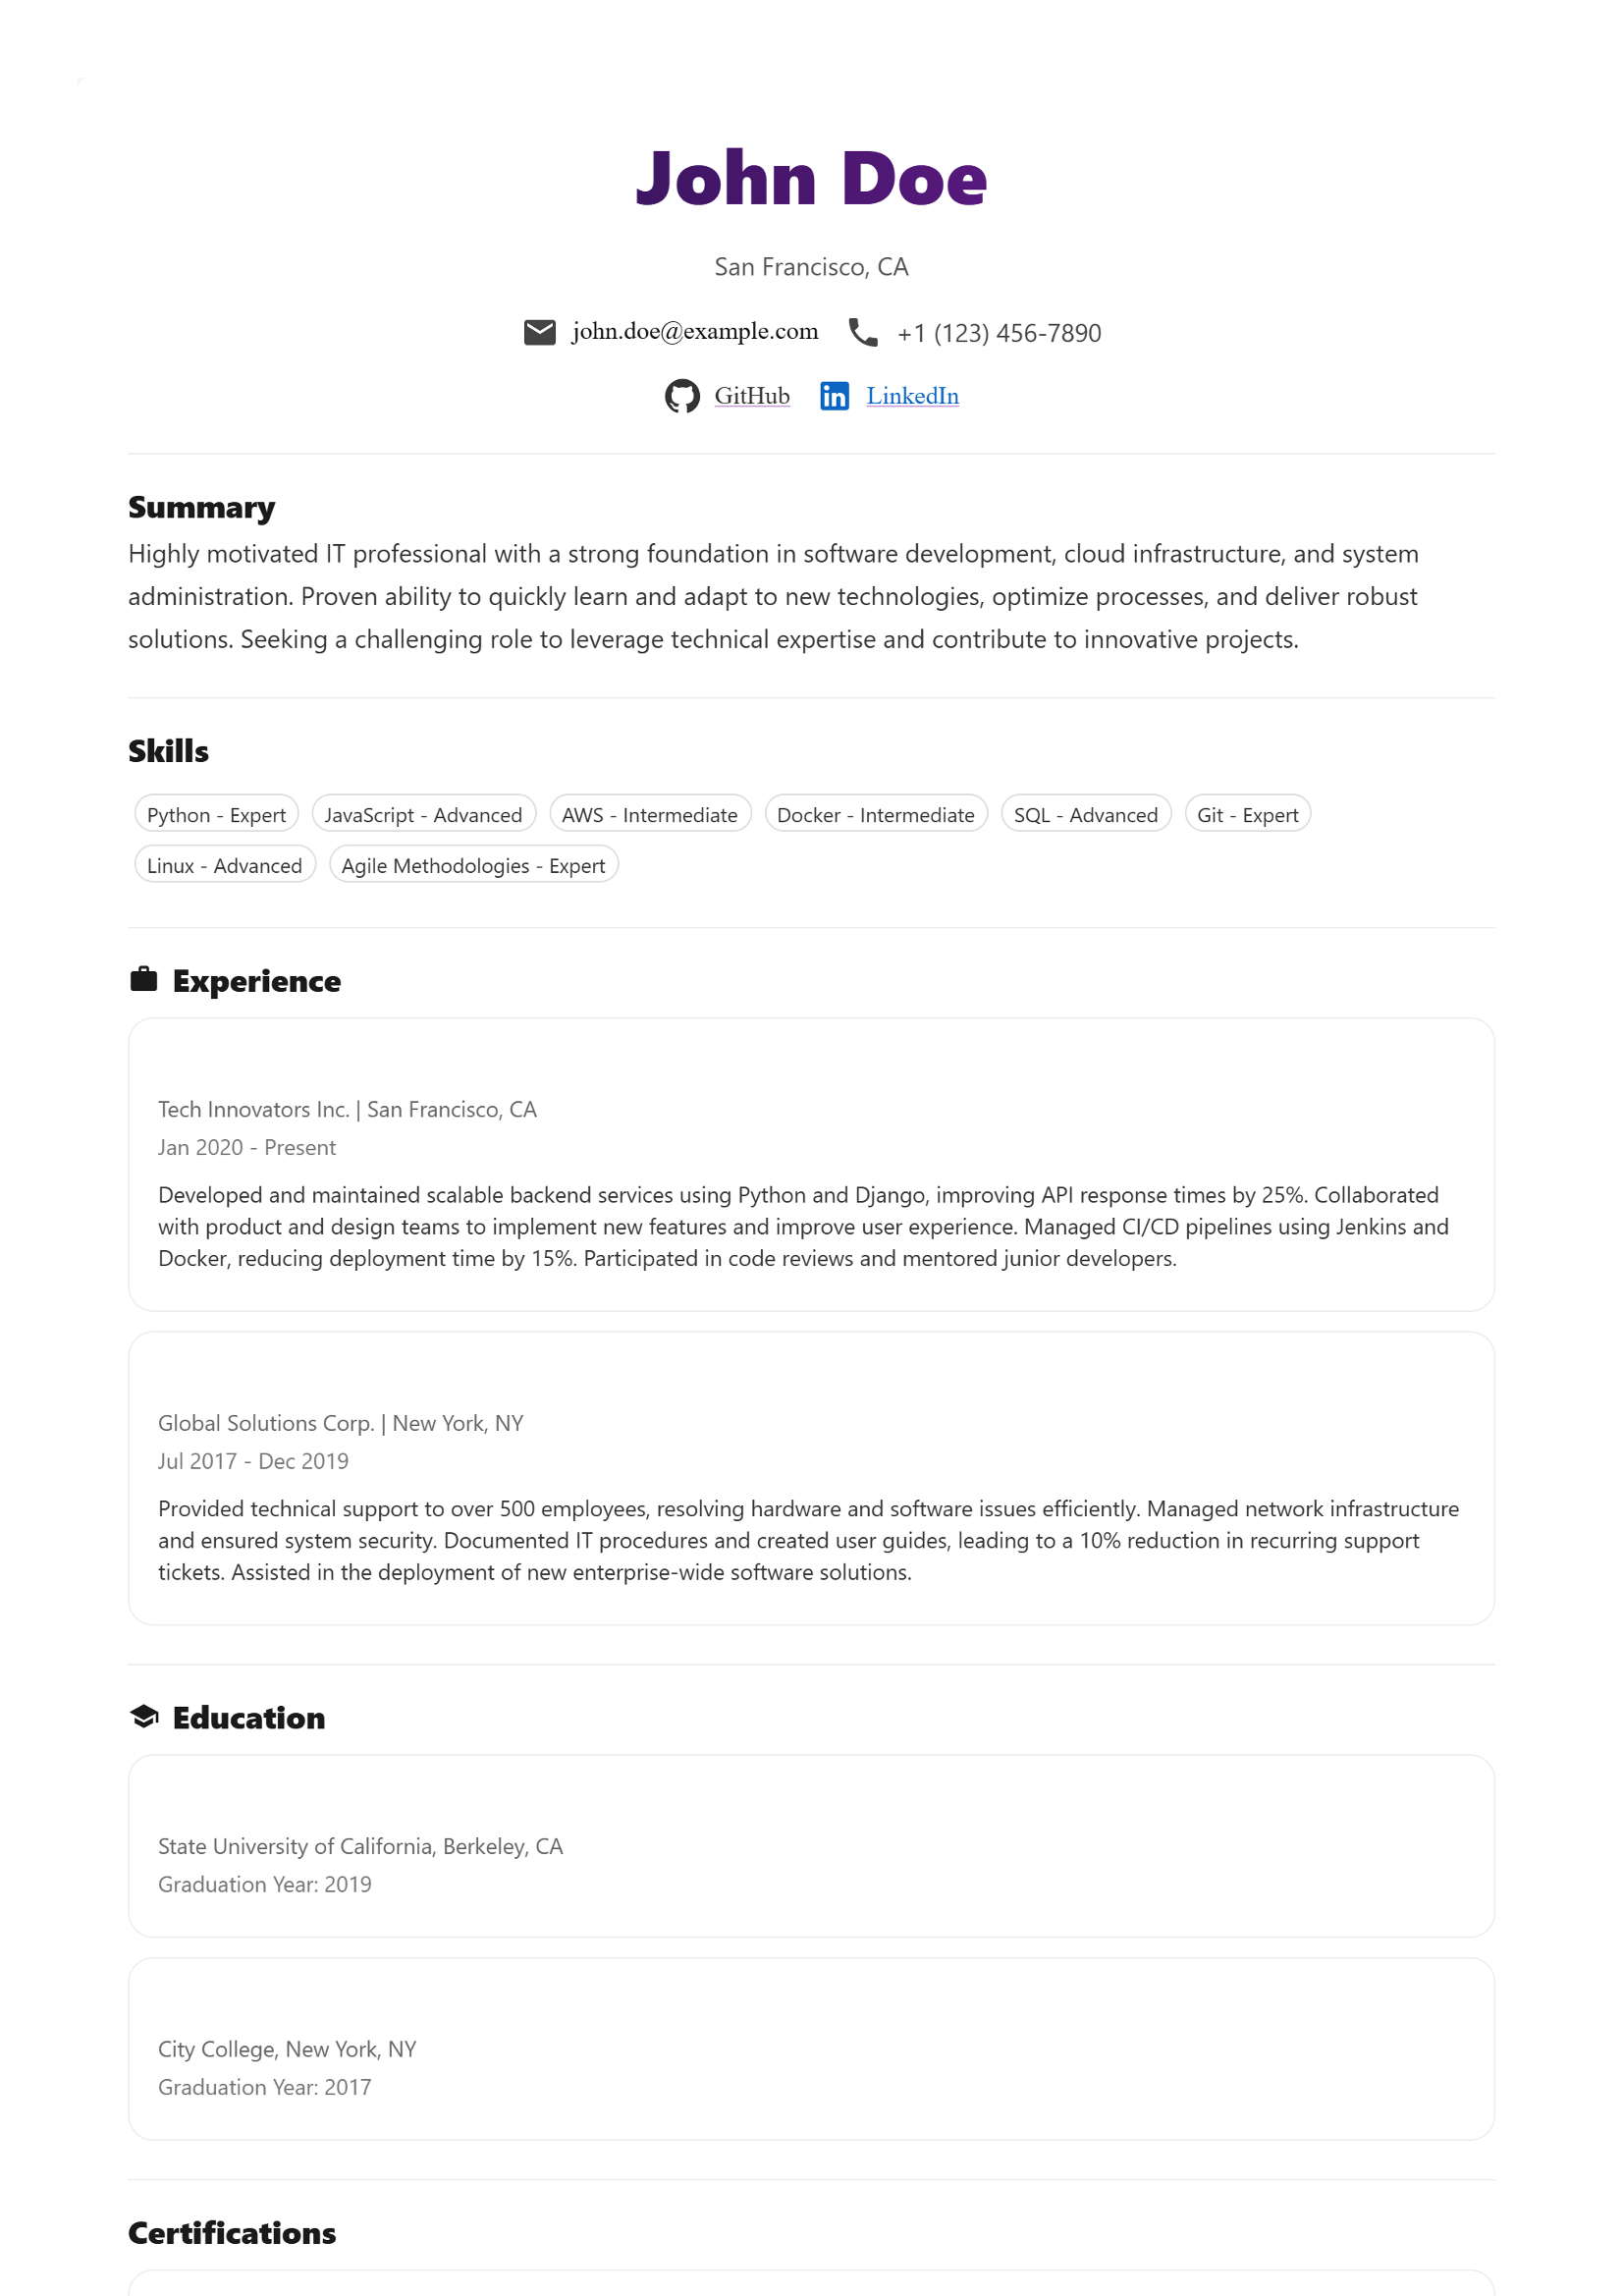 John Doe
San Francisco, CA
john.doe@example.com +1 (123) 456-7890
GitHub LinkedIn
Summary
Highly motivated IT professional with a strong foundation in software development, cloud infrastructure, and system
administration. Proven ability to quickly learn and adapt to new technologies, optimize processes, and deliver robust
solutions. Seeking a challenging role to leverage technical expertise and contribute to innovative projects.
Skills
Python - Expert JavaScript - Advanced AWS - Intermediate Docker - Intermediate SQL - Advanced Git - Expert
Linux - Advanced Agile Methodologies - Expert
Experience
Tech Innovators Inc. | San Francisco, CA
Jan 2020 - Present
Developed and maintained scalable backend services using Python and Django, improving API response times by 25%. Collaborated
with product and design teams to implement new features and improve user experience. Managed CI/CD pipelines using Jenkins and
Docker, reducing deployment time by 15%. Participated in code reviews and mentored junior developers.
Global Solutions Corp. | New York, NY
Jul 2017 - Dec 2019
Provided technical support to over 500 employees, resolving hardware and software issues efficiently. Managed network infrastructure
and ensured system security. Documented IT procedures and created user guides, leading to a 10% reduction in recurring support
tickets. Assisted in the deployment of new enterprise-wide software solutions.
Education
State University of California, Berkeley, CA
Graduation Year: 2019
City College, New York, NY
Graduation Year: 2017
Certifications